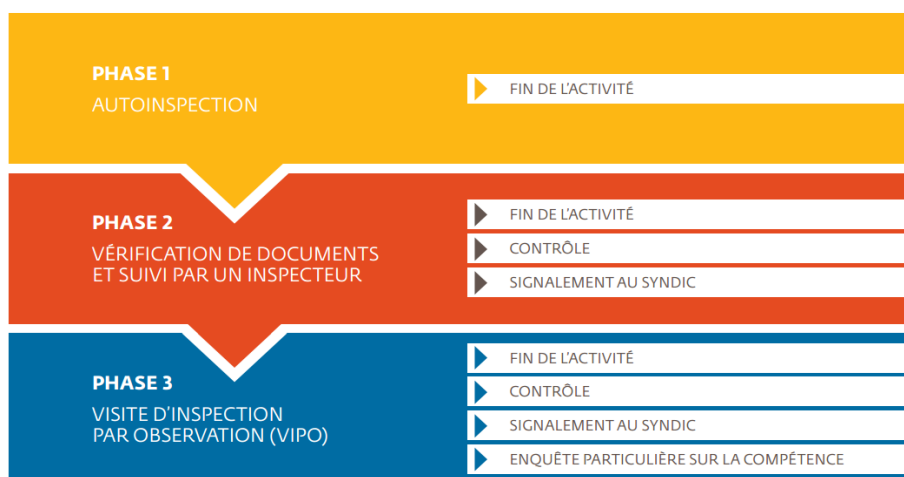 PHASE 1
AUTOINSPECTION
FIN DE L'ACTIVITÉ
PHASE 2
VÉRIFICATION DE DOCUMENTS
ET SUIVI PAR UN INSPECTEUR
FIN DE L'ACTIVITÉ
CONTRÔLE
SIGNALEMENT AU SYNDIC
PHASE 3
VISITE D'INSPECTION
PAR OBSERVATION (VIPO)
FIN DE L'ACTIVITÉ
CONTRÔLE
SIGNALEMENT AU SYNDIC
ENQUÊTE PARTICULIÈRE SUR LA COMPÉTENCE